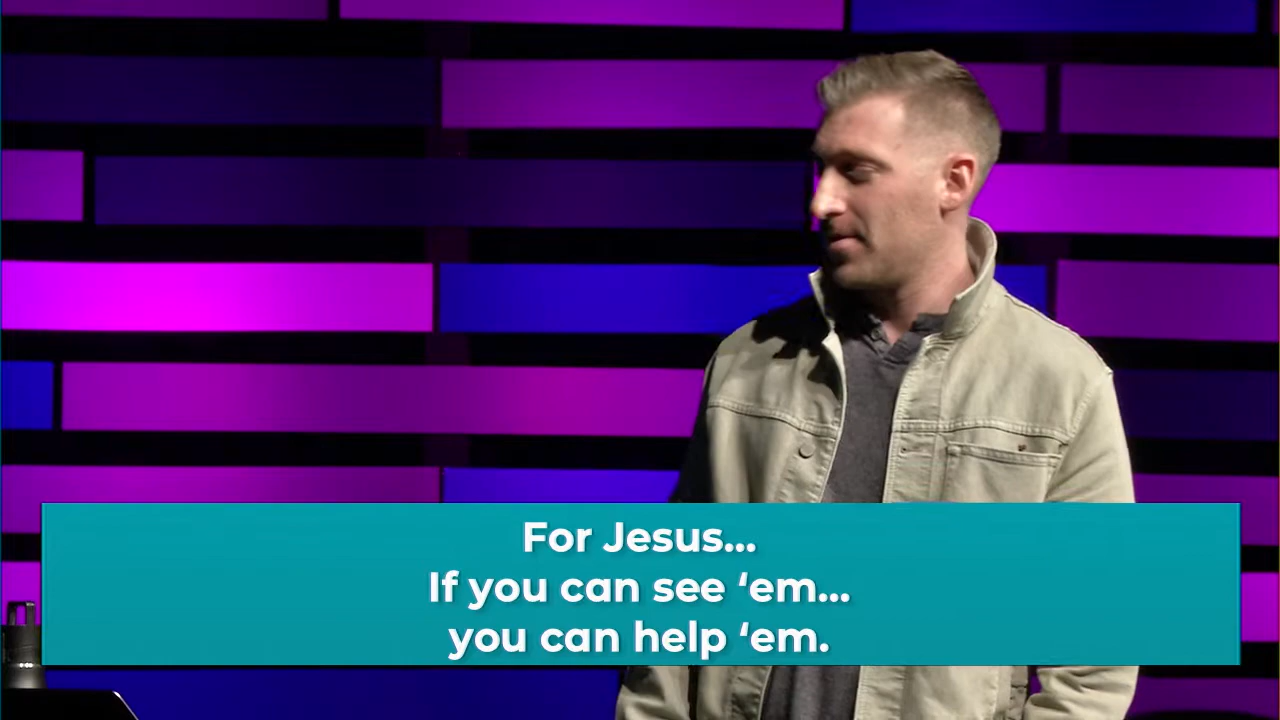 For Jesus...
If you can see ‘em...
you can help ‘em.